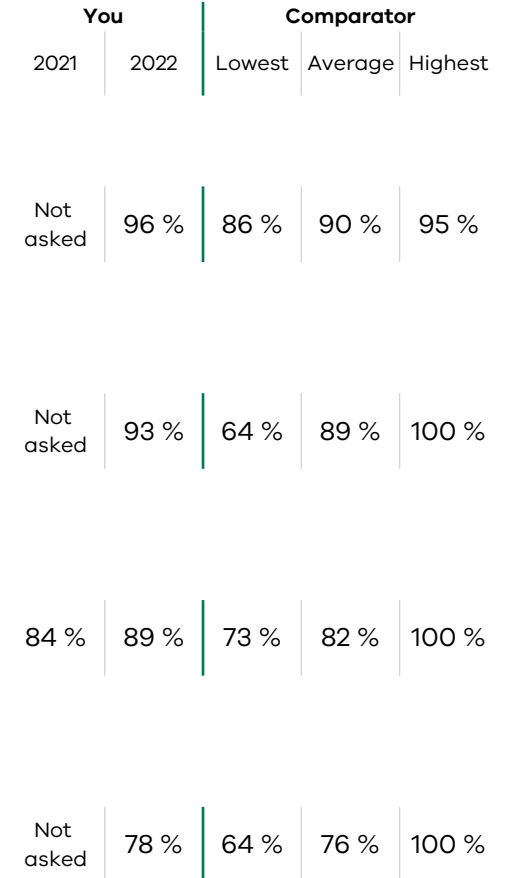 You Comparator
2021 2022 Lowest Average Highest
Not
asked 96 % 86 % 90 % 95 %
Not
asked 93 % 64 % 89 % 100 %
84 % 89 % 73 % 82 % 100 %
Not
asked 78 % 64 % 76 % 100 %